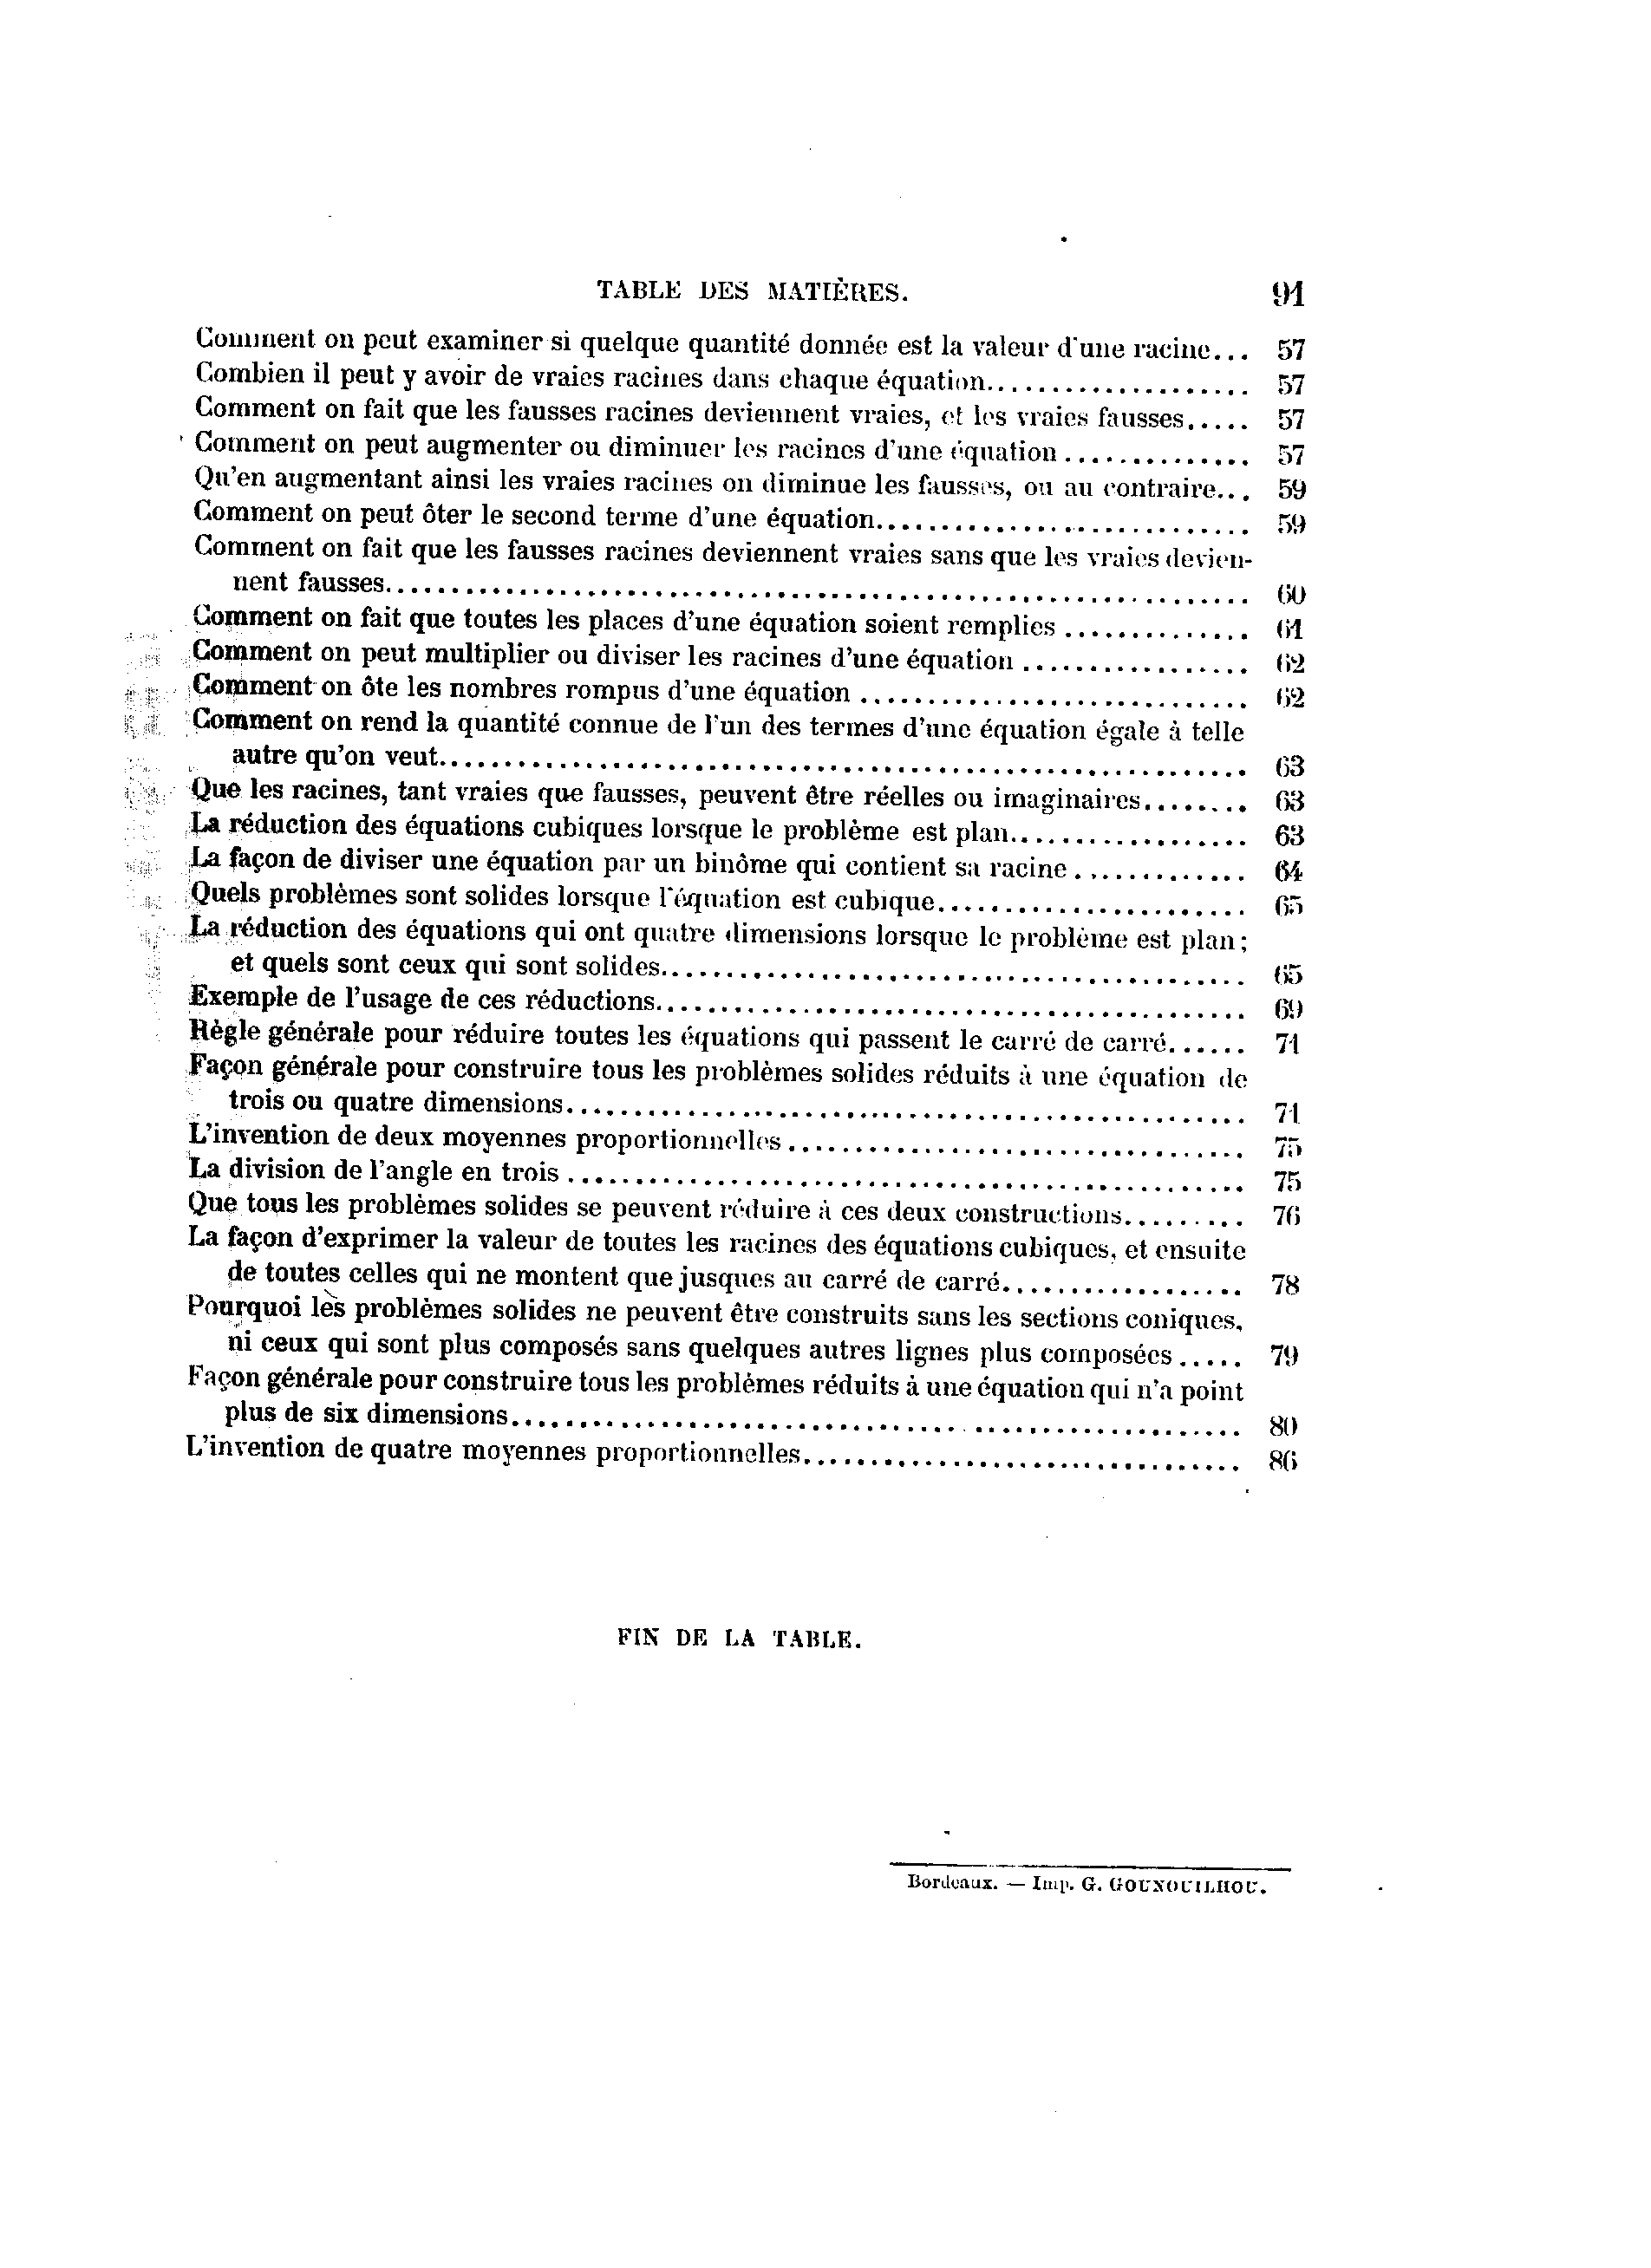 TABLE DES MATIÈRES. 91
Comment on peut examiner si quelque quantité donnée est la valeur d'une racine... 57
Combien il peut y avoir de vraies racines dans chaque équation.................... 57
Comment on fait que les fausses racines deviennent vraies, et les vraies fausses..... 57
Comment on peut augmenter ou diminuer les racines d'une équation .............. 57
Qu'en augmentant ainsi les vraies racines on diminue les fausses, ou au contraire... 59
Comment on peut ôter le second terme d'une équation............................ 59
Comment on fait que les fausses racines deviennent vraies sans que les vraies devien-
nent fausses................................................................ 60
Comment on fait que toutes les places d'une équation soient remplies .............. 61
Comment on peut multiplier ou diviser les racines d'une équation ................. 62
Comment on ôte les nombres rompus d'une équation ............................. 62
Comment on rend la quantité connue de l'un des termes d'une équation égale à telle
autre qu'on veut............................................................ 63
Que les racines, tant vraies que fausses, peuvent être réelles ou imaginaires........ 63
La réduction des équations cubiques lorsque le problème est plan.................. 63
La façon de diviser une équation par un binôme qui contient sa racine ............. 64
Quels problèmes sont solides lorsque l'équation est cubique....................... 65
La réduction des équations qui ont quatre dimensions lorsque le problème est plan;
et quels sont ceux qui sont solides........................................... 65
Exemple de l'usage de ces réductions............................................ 69
Règle générale pour réduire toutes les équations qui passent le carré de carré...... 71
Façon générale pour construire tous les problèmes solides réduits à une équation de
trois ou quatre dimensions.................................................. 71
L'invention de deux moyennes proportionnelles .................................. 75
La division de l'angle en trois .................................................. 75
Que tous les problèmes solides se peuvent réduire à ces deux constructions......... 76
La façon d'exprimer la valeur de toutes les racines des équations cubiques, et ensuite
de toutes celles qui ne montent que jusques au carré de carré.................. 78
Pourquoi les problèmes solides ne peuvent être construits sans les sections coniques,
ni ceux qui sont plus composés sans quelques autres lignes plus composées ..... 79
Façon générale pour construire tous les problèmes réduits à une équation qui n'a point
plus de six dimensions...................................................... 80
L'invention de quatre moyennes proportionnelles................................ 86
FIN DE LA TABLE.
Bordeaux. — Imp. G. GOUNOUILHOU.